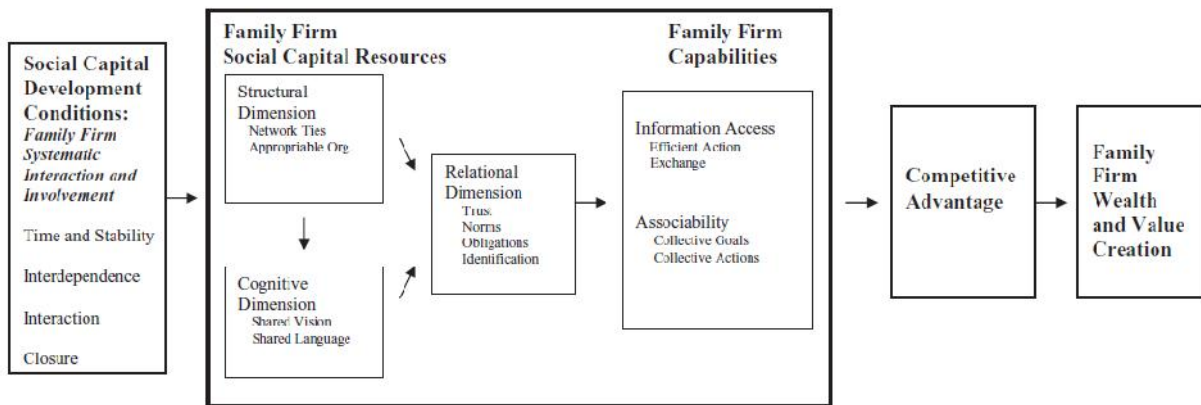 Social Capital
Development
Conditions:
Family Firm
Systematic
Interaction and
Involvement
Time and Stability
Interdependence
Interaction
Closure
Family Firm
Social Capital Resources
Structural
Dimension
Network Ties
Appropriable Org
Cognitive
Dimension
Shared Vision
Shared Language
Relational
Dimension
Trust
Norms
Obligations
Identification
Family Firm
Capabilities
Information Access
Efficient Action
Exchange
Associability
Collective Goals
Collective Actions
Competitive
Advantage
Family
Firm
Wealth
and Value
Creation